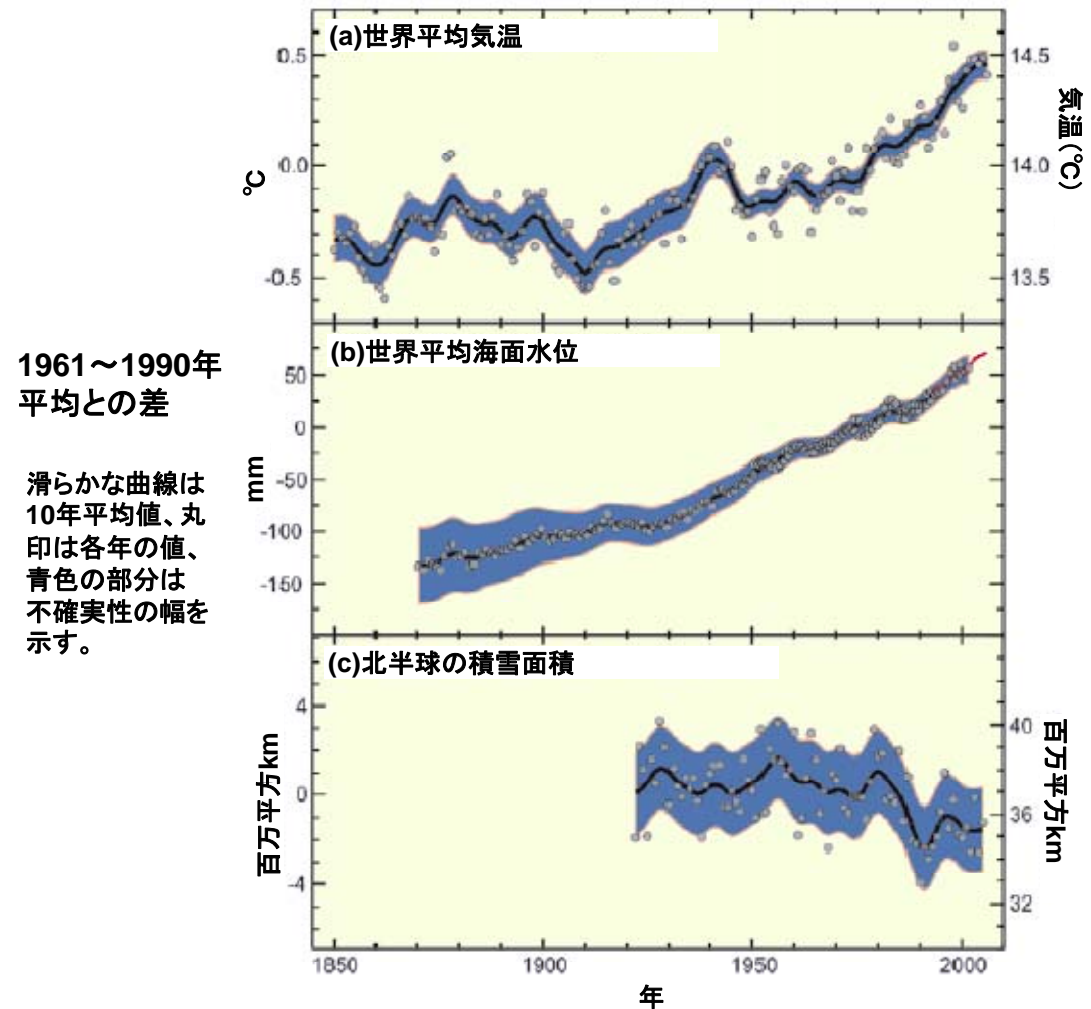 (a)世界平均気温
0.5
0.0
-0.5
℃
14.5
14.0
13.5
気温(℃)
1961～1990年
平均との差
滑らかな曲線は
10年平均値、丸
印は各年の値、
青色の部分は
不確実性の幅を
示す。
(b)世界平均海面水位
50
0
-50
-100
-150
mm
(c)北半球の積雪面積
4
0
-4
百万平方km
40
36
32
百万平方km
1850
1900
1950
2000
年